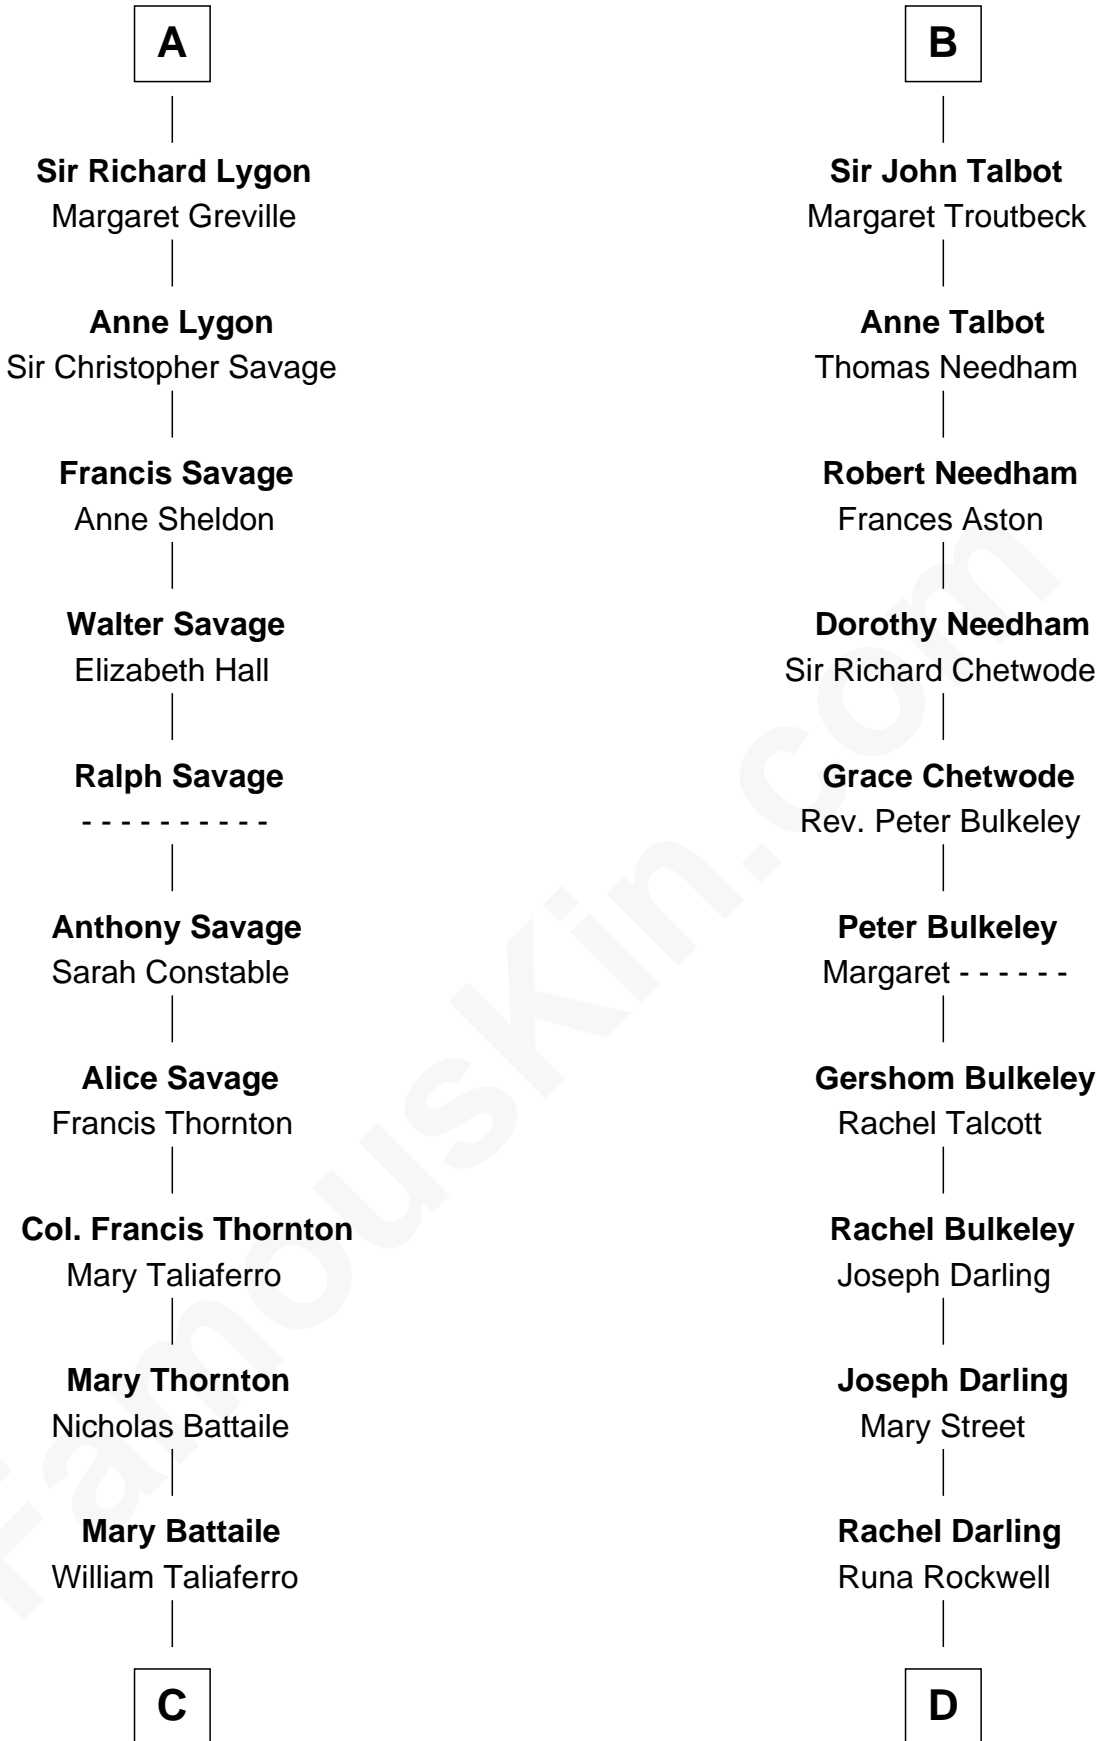 A
Sir Richard Lygon
Margaret Greville
Anne Lygon
Sir Christopher Savage
Francis Savage
Anne Sheldon
Walter Savage
Elizabeth Hall
Ralph Savage
- - - - - - - - - -
Anthony Savage
Sarah Constable
Alice Savage
Francis Thornton
Col. Francis Thornton
Mary Taliaferro
Mary Thornton
Nicholas Battaile
Mary Battaile
William Taliaferro
C
B
Sir John Talbot
Margaret Troutbeck
Anne Talbot
Thomas Needham
Robert Needham
Frances Aston
Dorothy Needham
Sir Richard Chetwode
Grace Chetwode
Rev. Peter Bulkeley
Peter Bulkeley
Margaret - - - - - -
Gershom Bulkeley
Rachel Talcott
Rachel Bulkeley
Joseph Darling
Joseph Darling
Mary Street
Rachel Darling
Runa Rockwell
D
FamousKin.com